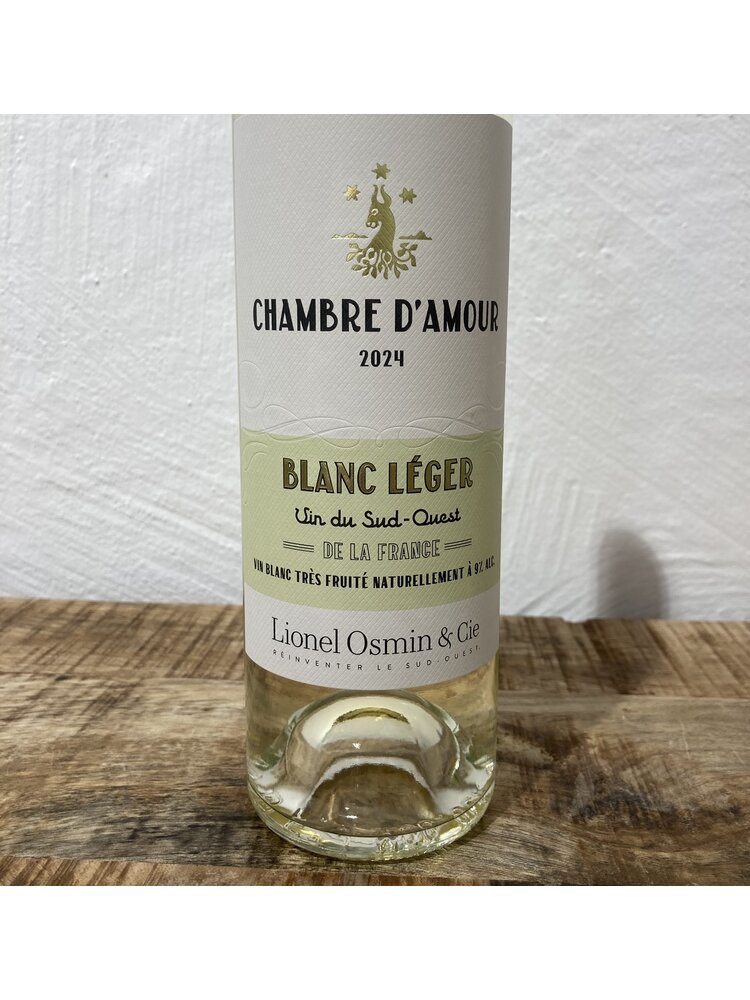 CHAMBRE D'AMOUR
2024
BLANC LÉGER
Vin du Sud-Ouest
DE LA FRANCE
VIN BLANC TRÈS FRUITÉ NATURELLEMENT À 9% ALC.
Lionel Osmin & Cie
RÉINVENTER LE SUD-OUEST